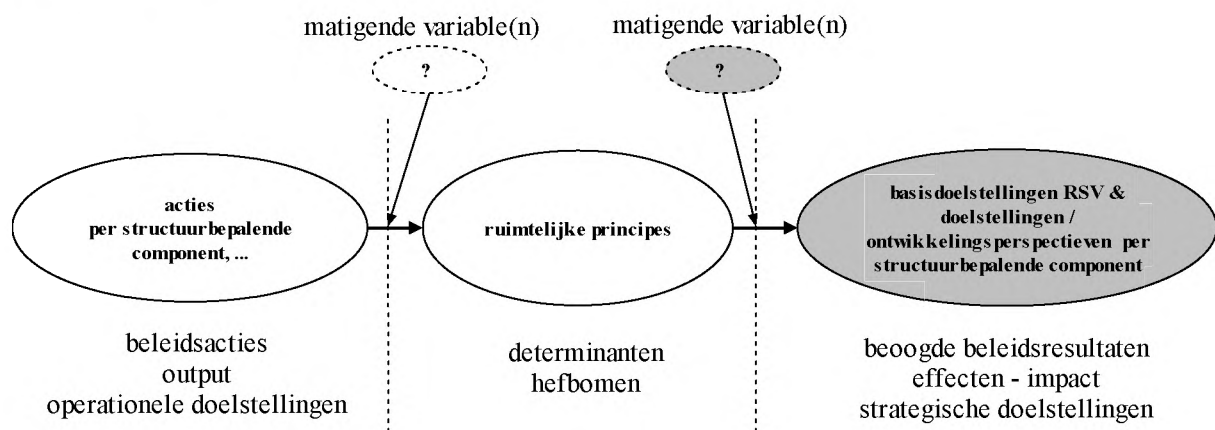 matigende variable(n)
matigende variable(n)
?
?
acties
per structuurbepalende
component, ...
ruimtelijke principes
basisdoelstellingen RSV &
doelstellingen /
ontwikkelingsperspectieven per
structuurbepalende component
beleidsacties
output
operationele doelstellingen
determinanten
hefbomen
beoogde beleidsresultaten
effecten - impact
strategische doelstellingen